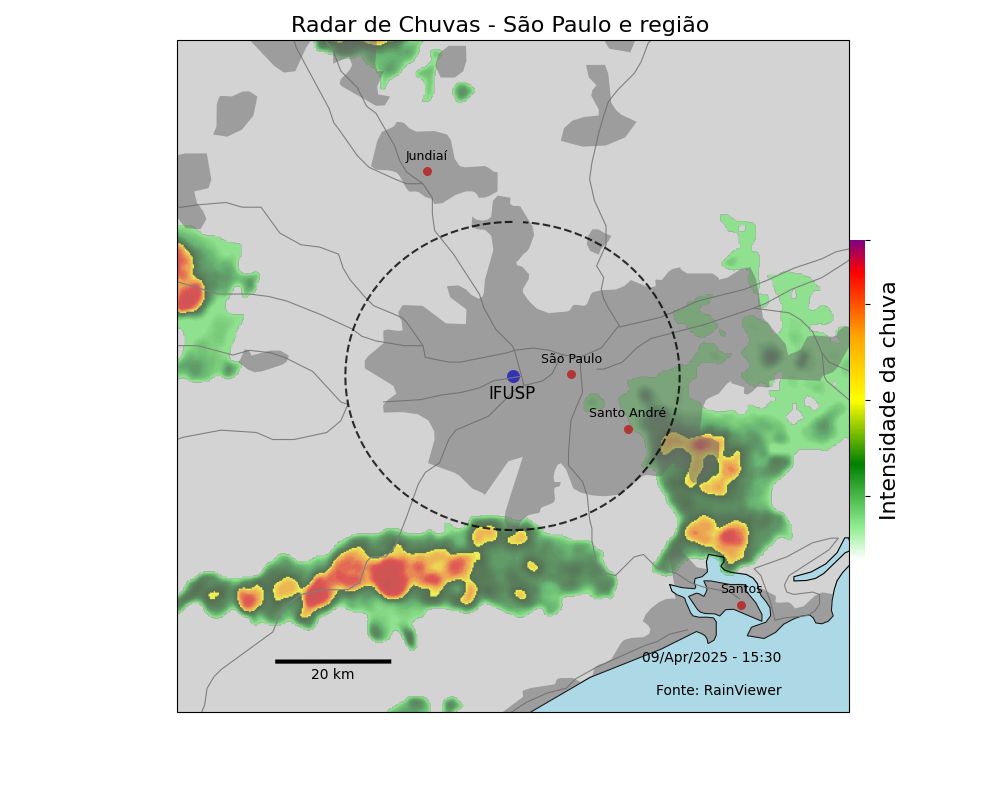 Radar de Chuvas - São Paulo e região
Jundiaí
São Paulo
IFUSP
Santo André
Intensidade da chuva
Santos
09/Apr/2025 - 15:30
20 km
Fonte: RainViewer